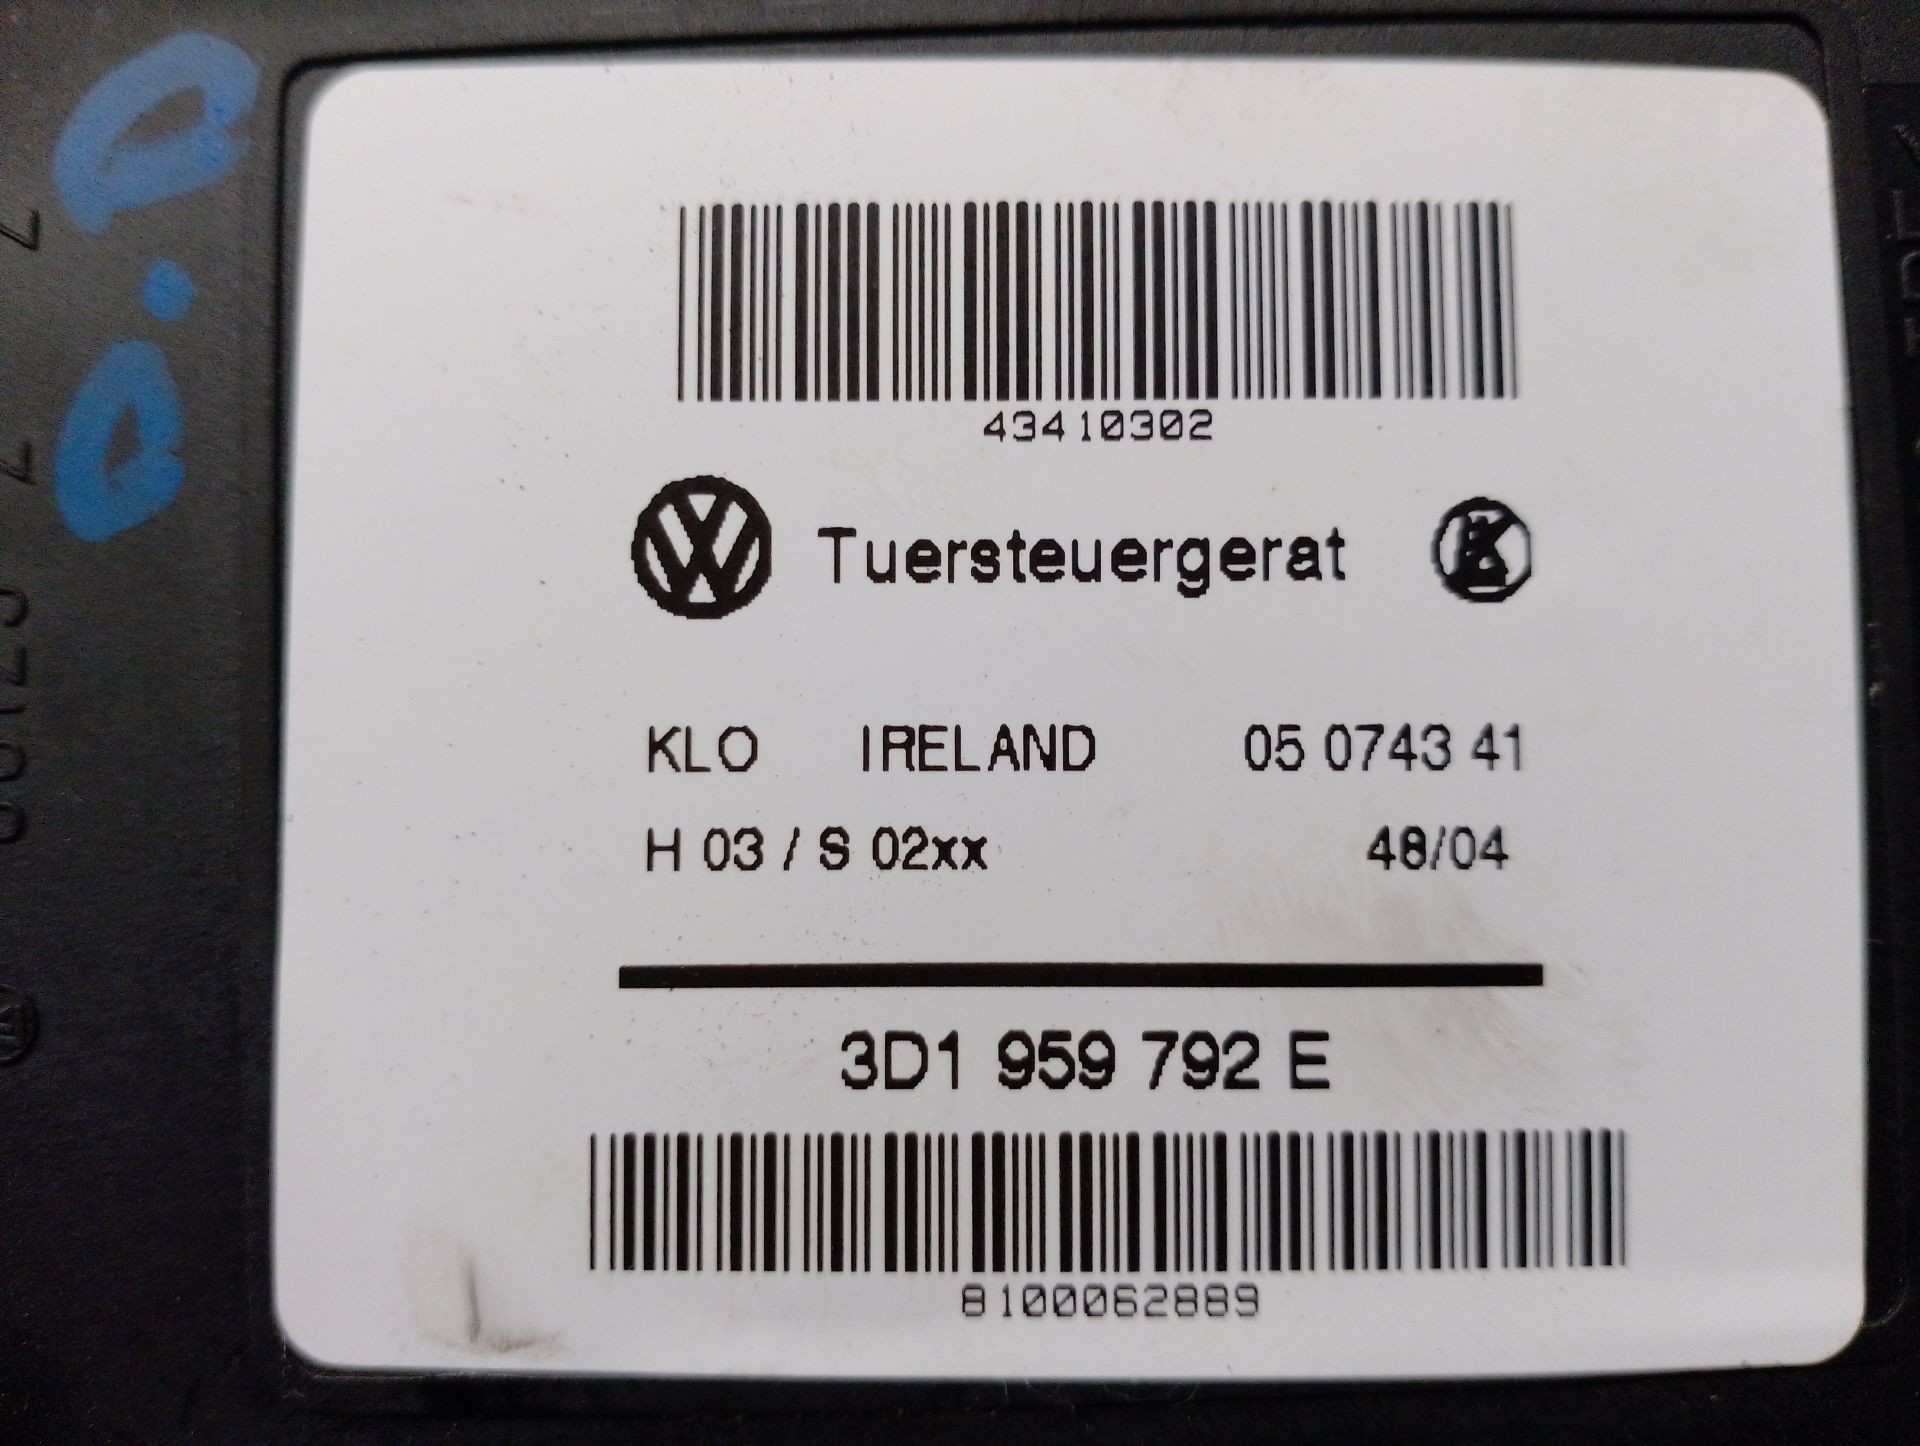 43410302
Tuersteuergerat
KLO IRELAND 05 0743 41
H 03 / S 02xx 48/04
3D1 959 792 E
8100062889